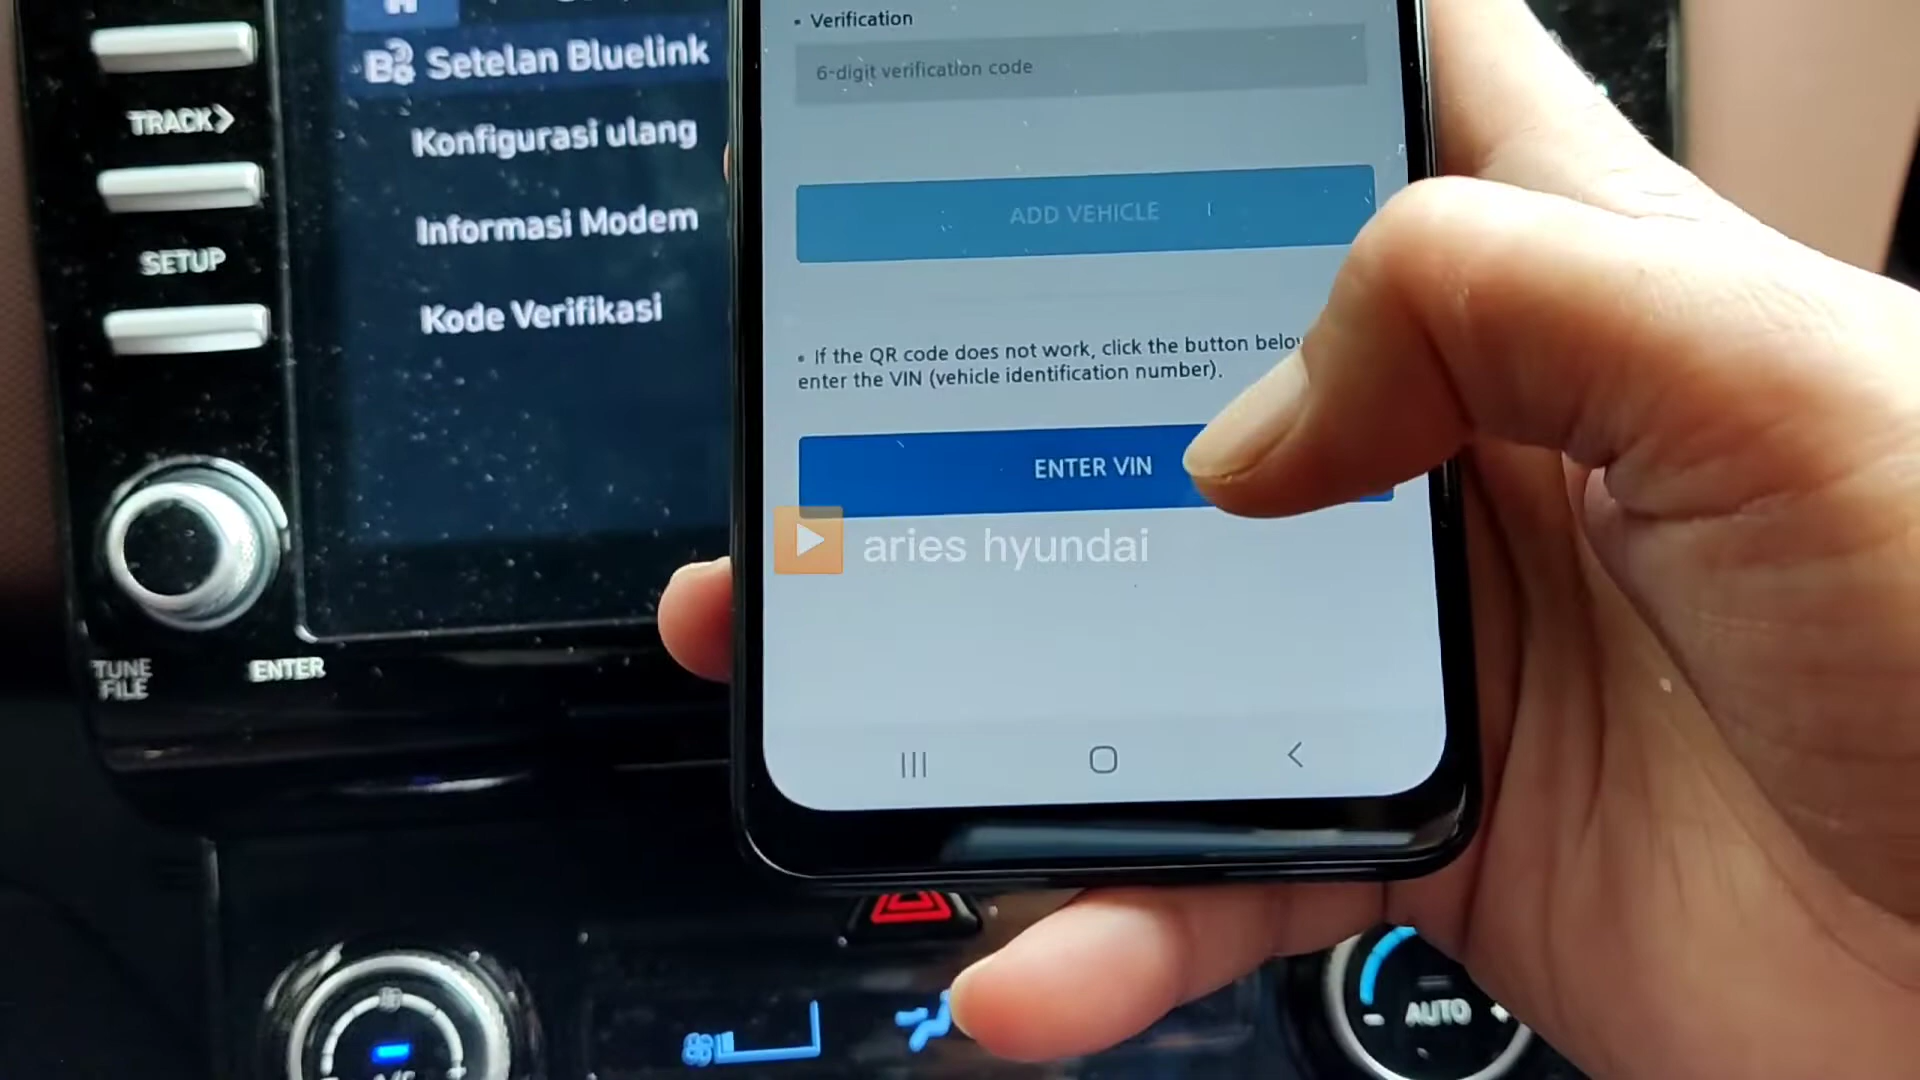 TRACK>
SETUP
TUNE
FILE
ENTER
Setelan Bluelink
Konfigurasi ulang
Informasi Modem
Kode Verifikasi
• Verification
6-digit verification code
ADD VEHICLE
• If the QR code does not work, click the button below
enter the VIN (vehicle identification number).
ENTER VIN
aries hyundai
AUTO